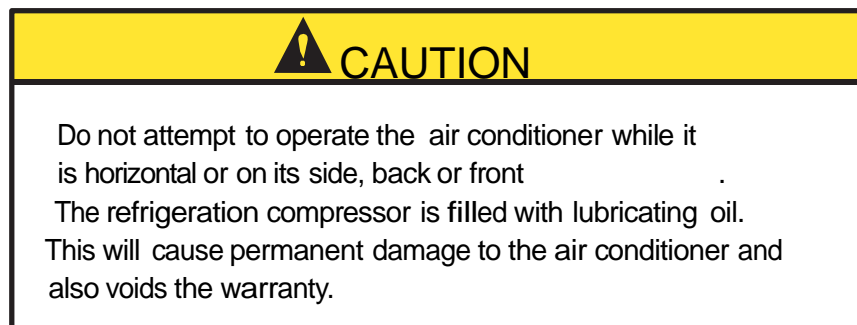 CAUTION
Do not attempt to operate the air conditioner while it
is horizontal or on its side, back or front .
The refrigeration compressor is filled with lubricating oil.
This will cause permanent damage to the air conditioner and
also voids the warranty.